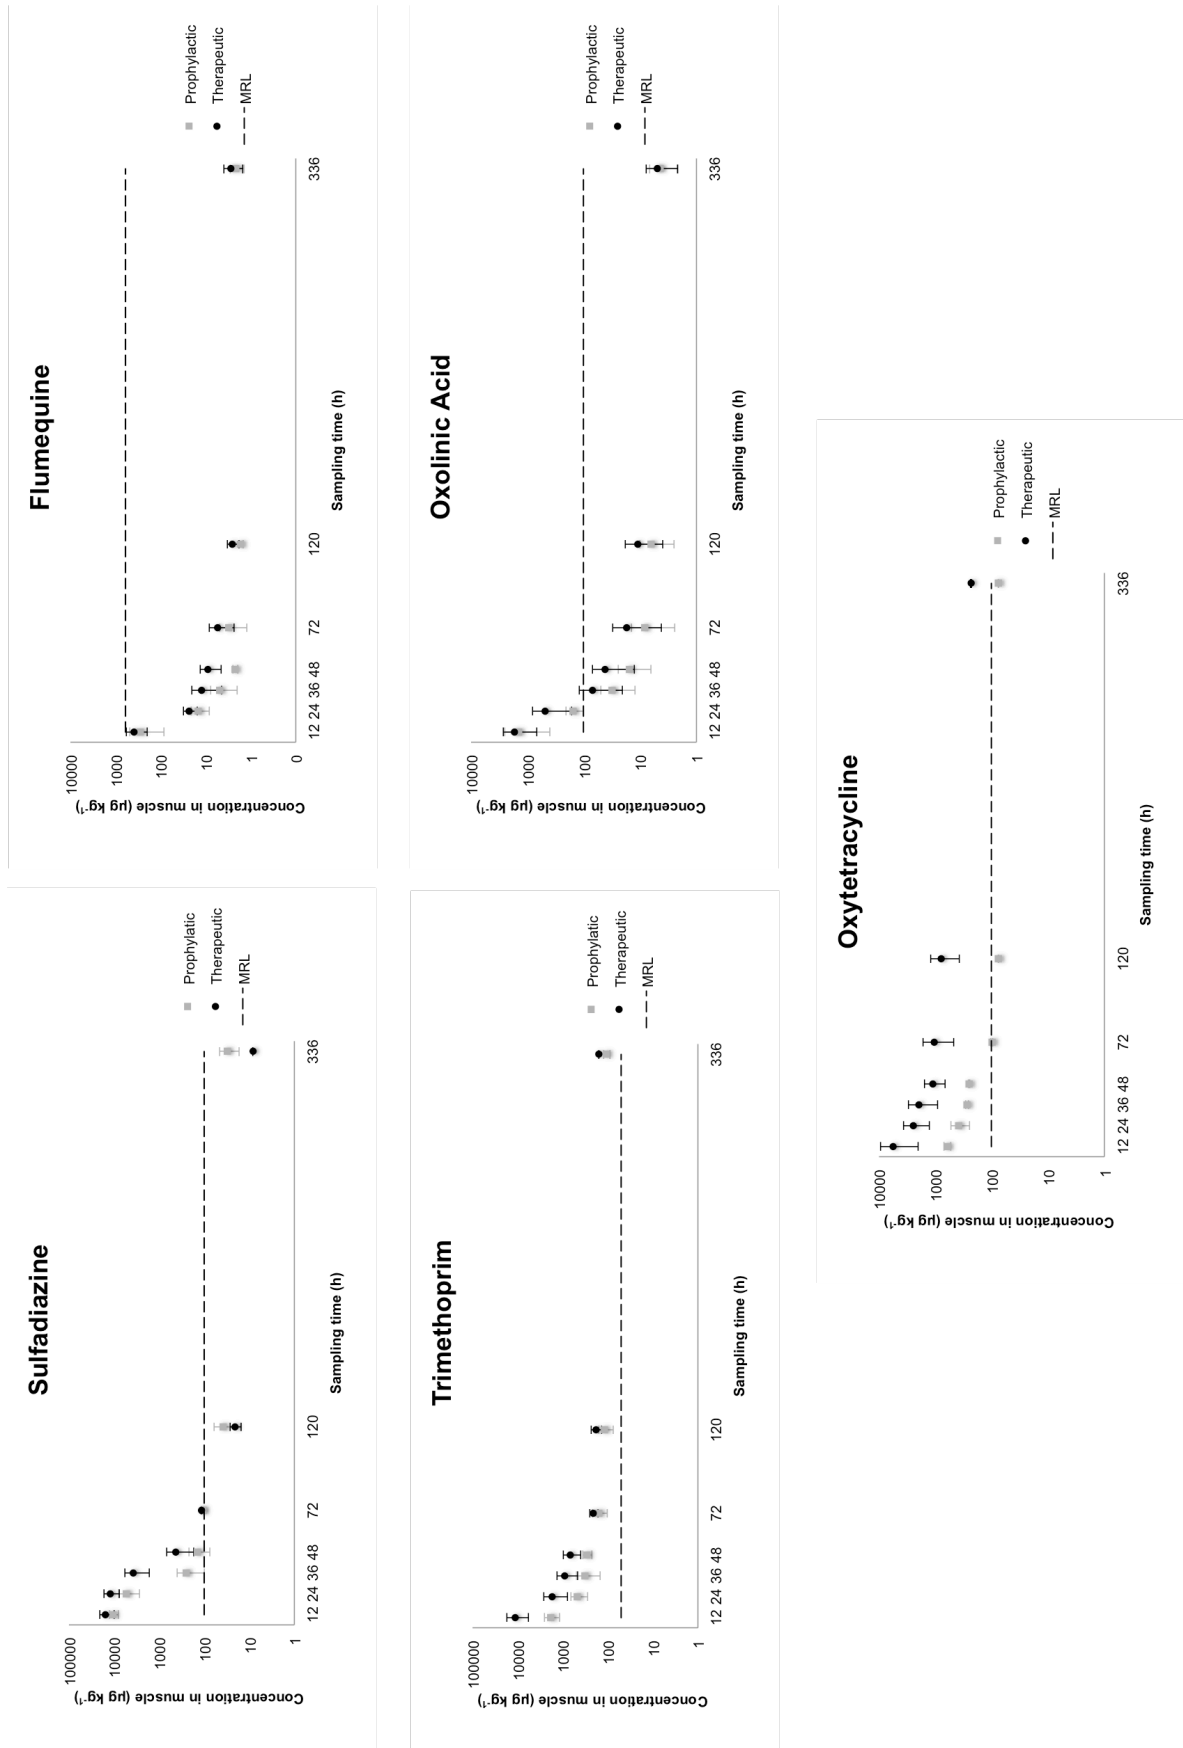 Sulfadiazine
Concentration in muscle (µg kg-1)
100000
10000
1000
100
10
1
12 24 36 48 72 120 336
Sampling time (h)
Prophylatic
Therapeutic
MRL
Flumequine
Concentration in muscle (µg kg-1)
10000
1000
100
10
1
0
12 24 36 48 72 120 336
Sampling time (h)
Prophylactic
Therapeutic
MRL
Trimethoprim
Concentration in muscle (µg kg-1)
100000
10000
1000
100
10
1
12 24 36 48 72 120 336
Sampling time (h)
Prophylatic
Therapeutic
MRL
Oxolinic Acid
Concentration in muscle (µg kg-1)
10000
1000
100
10
1
12 24 36 48 72 120 336
Sampling time (h)
Prophylactic
Therapeutic
MRL
Oxytetracycline
Concentration in muscle (µg kg-1)
10000
1000
100
10
1
12 24 36 48 72 120 336
Sampling time (h)
Prophylactic
Therapeutic
MRL